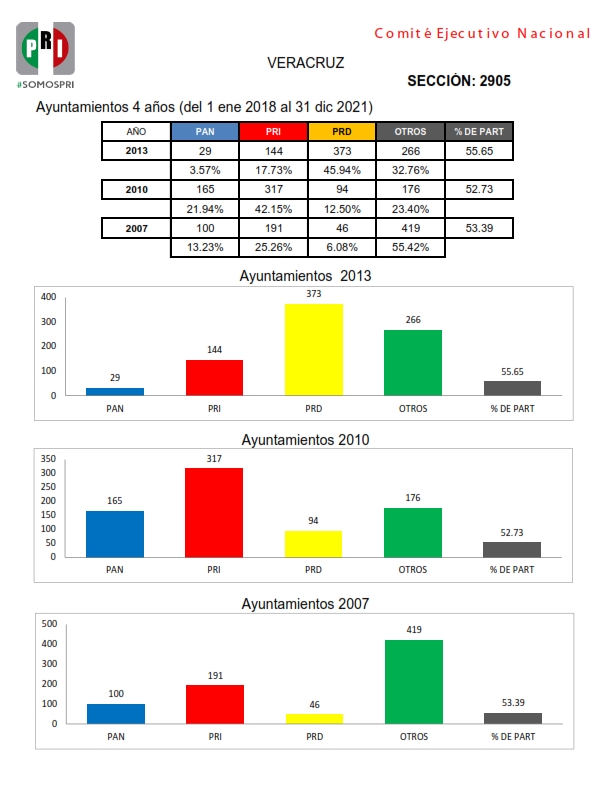 Comité Ejecutivo Nacional
PRI
#SOMOSPRI
VERACRUZ
SECCIÓN: 2905
Ayuntamientos 4 años (del 1 ene 2018 al 31 dic 2021)
AÑO PAN PRI PRD OTROS % DE PART
2013 29 144 373 266 55.65
3.57% 17.73% 45.94% 32.76%
2010 165 317 94 176 52.73
21.94% 42.15% 12.50% 23.40%
2007 100 191 46 419 53.39
13.23% 25.26% 6.08% 55.42%
Ayuntamientos 2013
400
300
200
100
0
29
144
373
266
55.65
PAN PRI PRD OTROS % DE PART
Ayuntamientos 2010
350
300
250
200
150
100
50
0
165
317
94
176
52.73
PAN PRI PRD OTROS % DE PART
Ayuntamientos 2007
500
400
300
200
100
0
100
191
46
419
53.39
PAN PRI PRD OTROS % DE PART